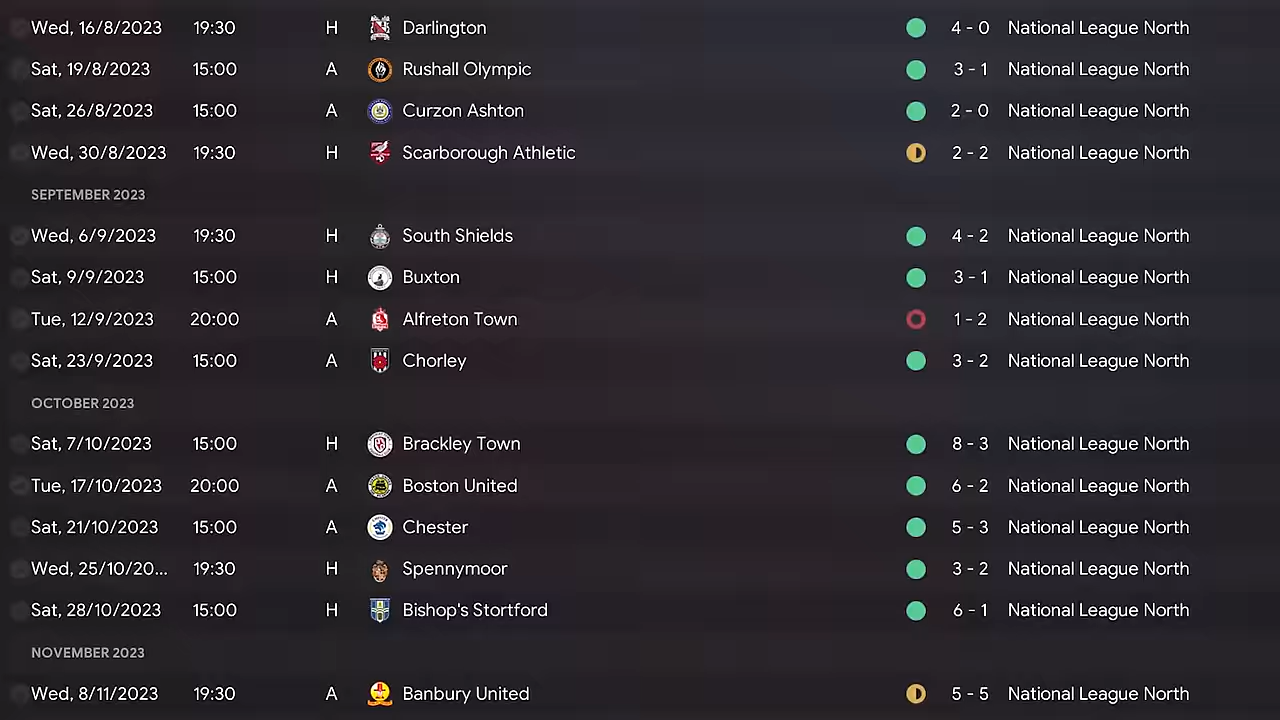 Wed, 16/8/2023 19:30 H Darlington 4 - 0 National League North
Sat, 19/8/2023 15:00 A Rushall Olympic 3 - 1 National League North
Sat, 26/8/2023 15:00 A Curzon Ashton 2 - 0 National League North
Wed, 30/8/2023 19:30 H Scarborough Athletic 2 - 2 National League North
SEPTEMBER 2023
Wed, 6/9/2023 19:30 H South Shields 4 - 2 National League North
Sat, 9/9/2023 15:00 H Buxton 3 - 1 National League North
Tue, 12/9/2023 20:00 A Alfreton Town 1 - 2 National League North
Sat, 23/9/2023 15:00 A Chorley 3 - 2 National League North
OCTOBER 2023
Sat, 7/10/2023 15:00 H Brackley Town 8 - 3 National League North
Tue, 17/10/2023 20:00 A Boston United 6 - 2 National League North
Sat, 21/10/2023 15:00 A Chester 5 - 3 National League North
Wed, 25/10/20... 19:30 H Spennymoor 3 - 2 National League North
Sat, 28/10/2023 15:00 H Bishop's Stortford 6 - 1 National League North
NOVEMBER 2023
Wed, 8/11/2023 19:30 A Banbury United 5 - 5 National League North